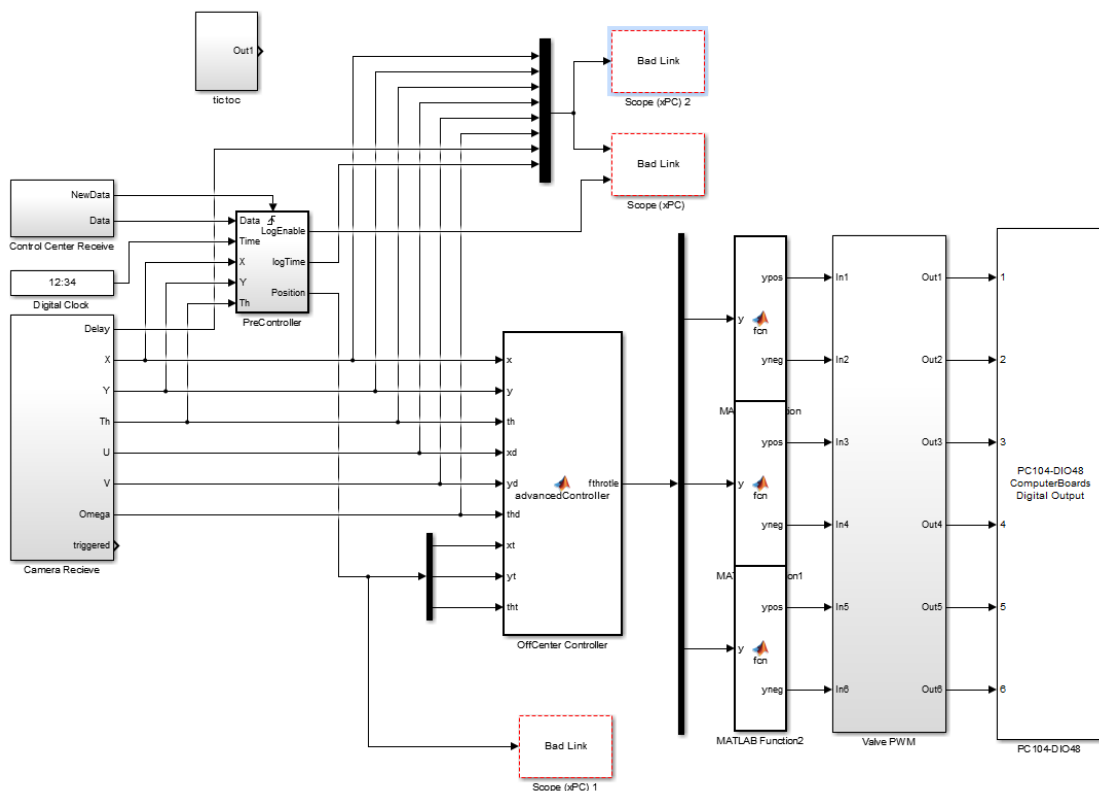 Out1
tictoc
Bad Link
Scope (xPC) 2
Bad Link
Scope (xPC)
NewData
Data
Control Center Receive
12:34
Digital Clock
Data
Time
X
Y
Th
LogEnable
logTime
Position
PreController
Delay
X
Y
Th
U
V
Omega
triggered
Camera Recieve
x
y
th
xd
yd
thd
xt
yt
tht
fthrotle
advancedController
OffCenter Controller
Bad Link
Scope (xPC) 1
y
fcn
ypos
yneg
y
fcn
ypos
yneg
y
fcn
ypos
yneg
MATLAB Function2
In1
In2
In3
In4
In5
In6
Out1
Out2
Out3
Out4
Out5
Out6
Valve PWM
1
2
3
4
5
6
PC104-DIO48
ComputerBoards
Digital Output
PC104-DIO48